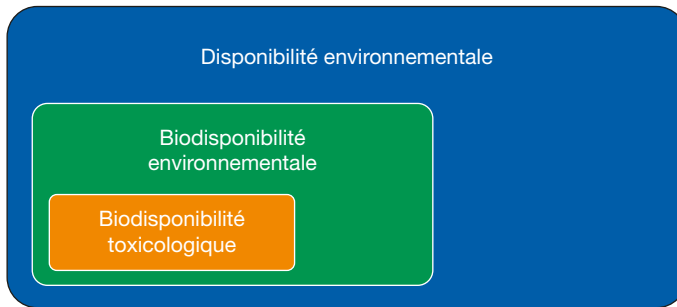 Disponibilité environnementale
Biodisponibilité
environnementale
Biodisponibilité
toxicologique